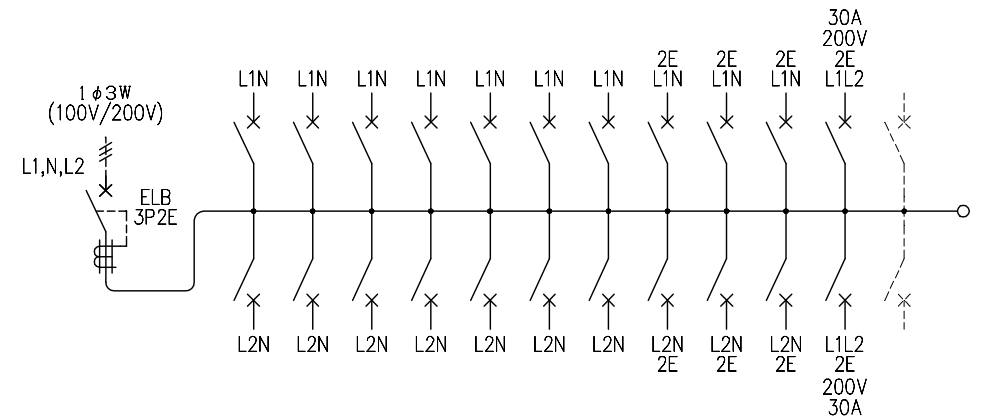 30A
200V
2E 2E 2E 2E
L1N L1N L1N L1N L1N L1N L1N L1N L1N L1N L1L2
1φ3W
(100V/200V)
L1,N,L2
ELB
3P2E
L2N L2N L2N L2N L2N L2N L2N L2N L2N L2N L1L2
2E 2E 2E 2E
200V
30A